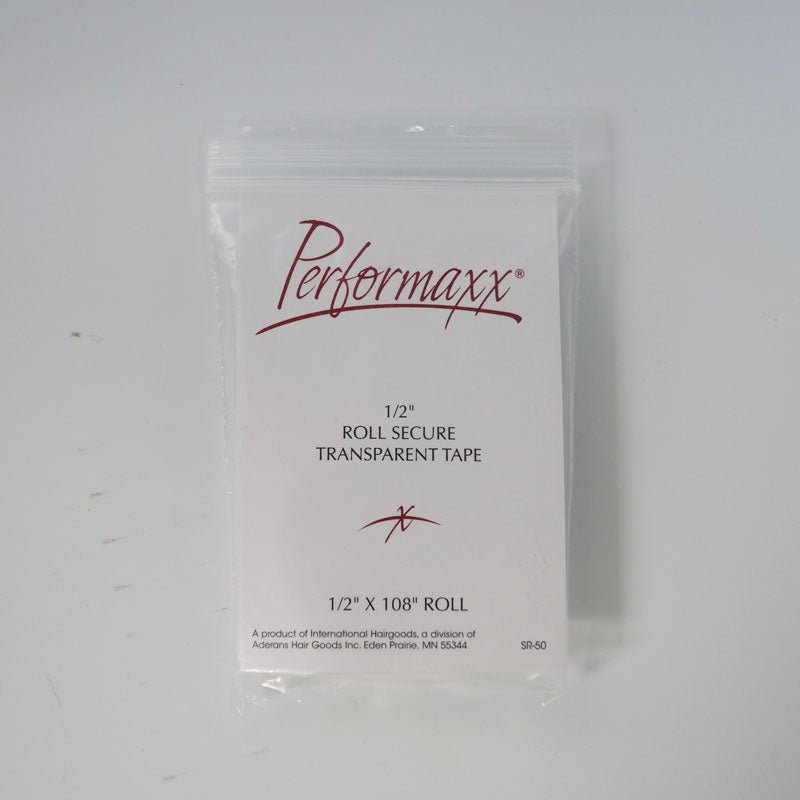 Performaxx®
1/2"
ROLL SECURE
TRANSPARENT TAPE
x
1/2" X 108" ROLL
A product of International Hairgoods, a division of
Aderans Hair Goods Inc. Eden Prairie, MN 55344
SR-50